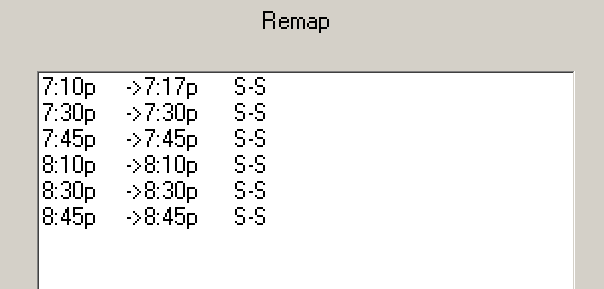 Remap
7:10p ->7:17p S-S
7:30p ->7:30p S-S
7:45p ->7:45p S-S
8:10p ->8:10p S-S
8:30p ->8:30p S-S
8:45p ->8:45p S-S